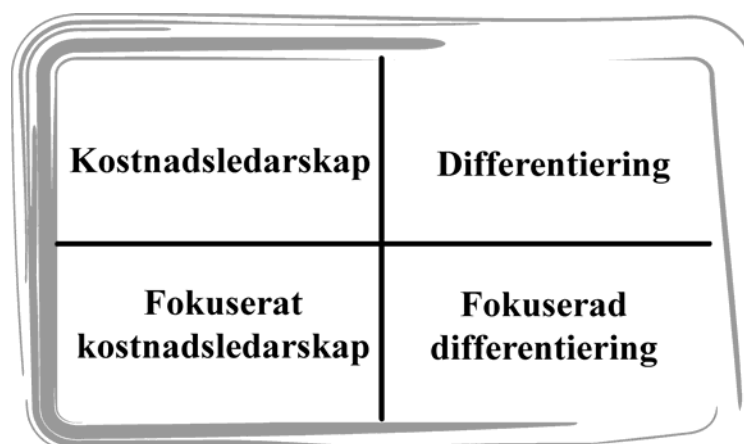 Kostnadsledarskap
Differentiering
Fokuserat
kostnadsledarskap
Fokuserad
differentiering